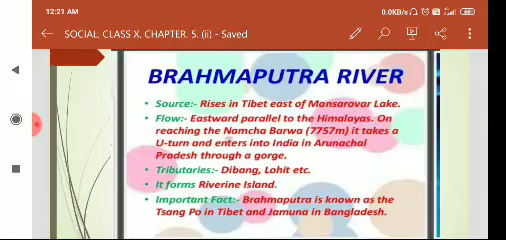 12:21 AM
0.0KB/s
SOCIAL. CLASS X. CHAPTER. 5. (ii) - Saved
BRAHMAPUTRA RIVER
• Source:- Rises in Tibet east of Mansarovar Lake.
• Flow:- Eastward parallel to the Himalayas. On
reaching the Namcha Barwa (7757m) it takes a
U-turn and enters into India in Arunachal
Pradesh through a gorge.
• Tributaries:- Dibang, Lohit etc.
• It forms Riverine Island.
• Important Fact:- Brahmaputra is known as the
Tsang Po in Tibet and Jamuna in Bangladesh.